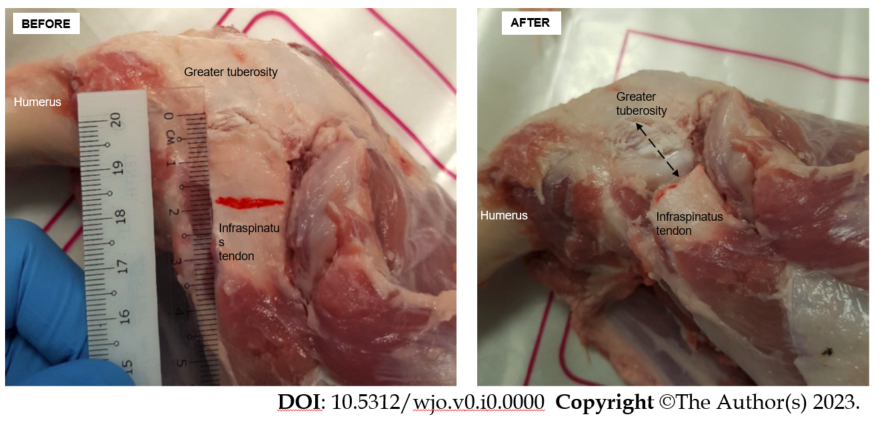 BEFORE
Greater tuberosity
Humerus
0
CM
1
2
3
4
5
20
19
18
17
16
15
Infraspinatu
s
tendon
AFTER
Greater
tuberosity
Humerus
Infraspinatus
tendon
DOI: 10.5312/wjo.v0.i0.0000 Copyright ©The Author(s) 2023.